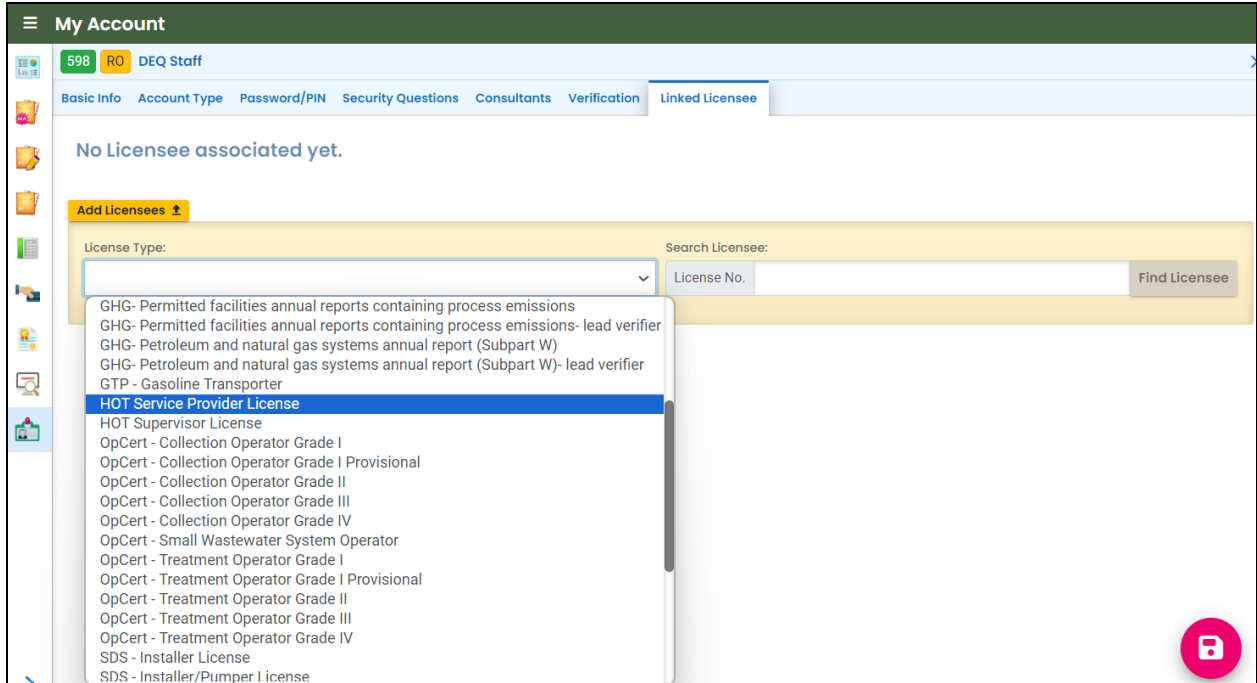 My Account
598 RO DEQ Staff
Basic Info Account Type Password/PIN Security Questions Consultants Verification Linked Licensee
No Licensee associated yet.
Add Licensees
License Type:
Search Licensee:
License No.
Find Licensee
GHG- Permitted facilities annual reports containing process emissions
GHG- Permitted facilities annual reports containing process emissions- lead verifier
GHG- Petroleum and natural gas systems annual report (Subpart W)
GHG- Petroleum and natural gas systems annual report (Subpart W)- lead verifier
GTP - Gasoline Transporter
HOT Service Provider License
HOT Supervisor License
OpCert - Collection Operator Grade I
OpCert - Collection Operator Grade I Provisional
OpCert - Collection Operator Grade II
OpCert - Collection Operator Grade III
OpCert - Collection Operator Grade IV
OpCert - Small Wastewater System Operator
OpCert - Treatment Operator Grade I
OpCert - Treatment Operator Grade I Provisional
OpCert - Treatment Operator Grade II
OpCert - Treatment Operator Grade III
OpCert - Treatment Operator Grade IV
SDS - Installer License
SDS - Installer/Pumper License